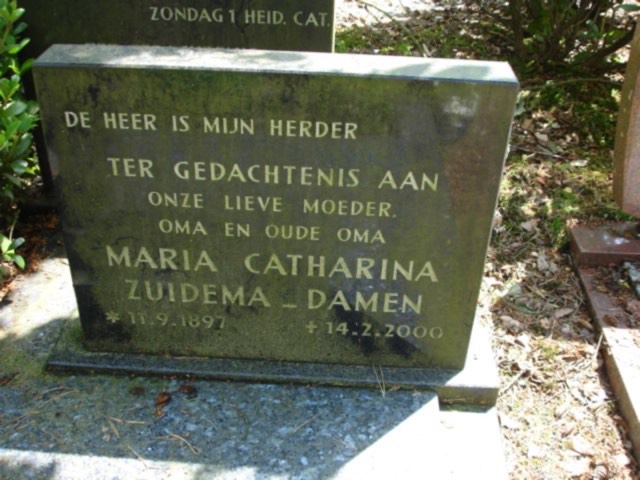 ZONDAG 1 HEID. CAT.
DE HEER IS MIJN HERDER
TER GEDACHTENIS AAN
ONZE LIEVE MOEDER.
OMA EN OUDE OMA
MARIA CATHARINA
ZUIDEMA - DAMEN
* 11.9.1897 + 14.2.2000